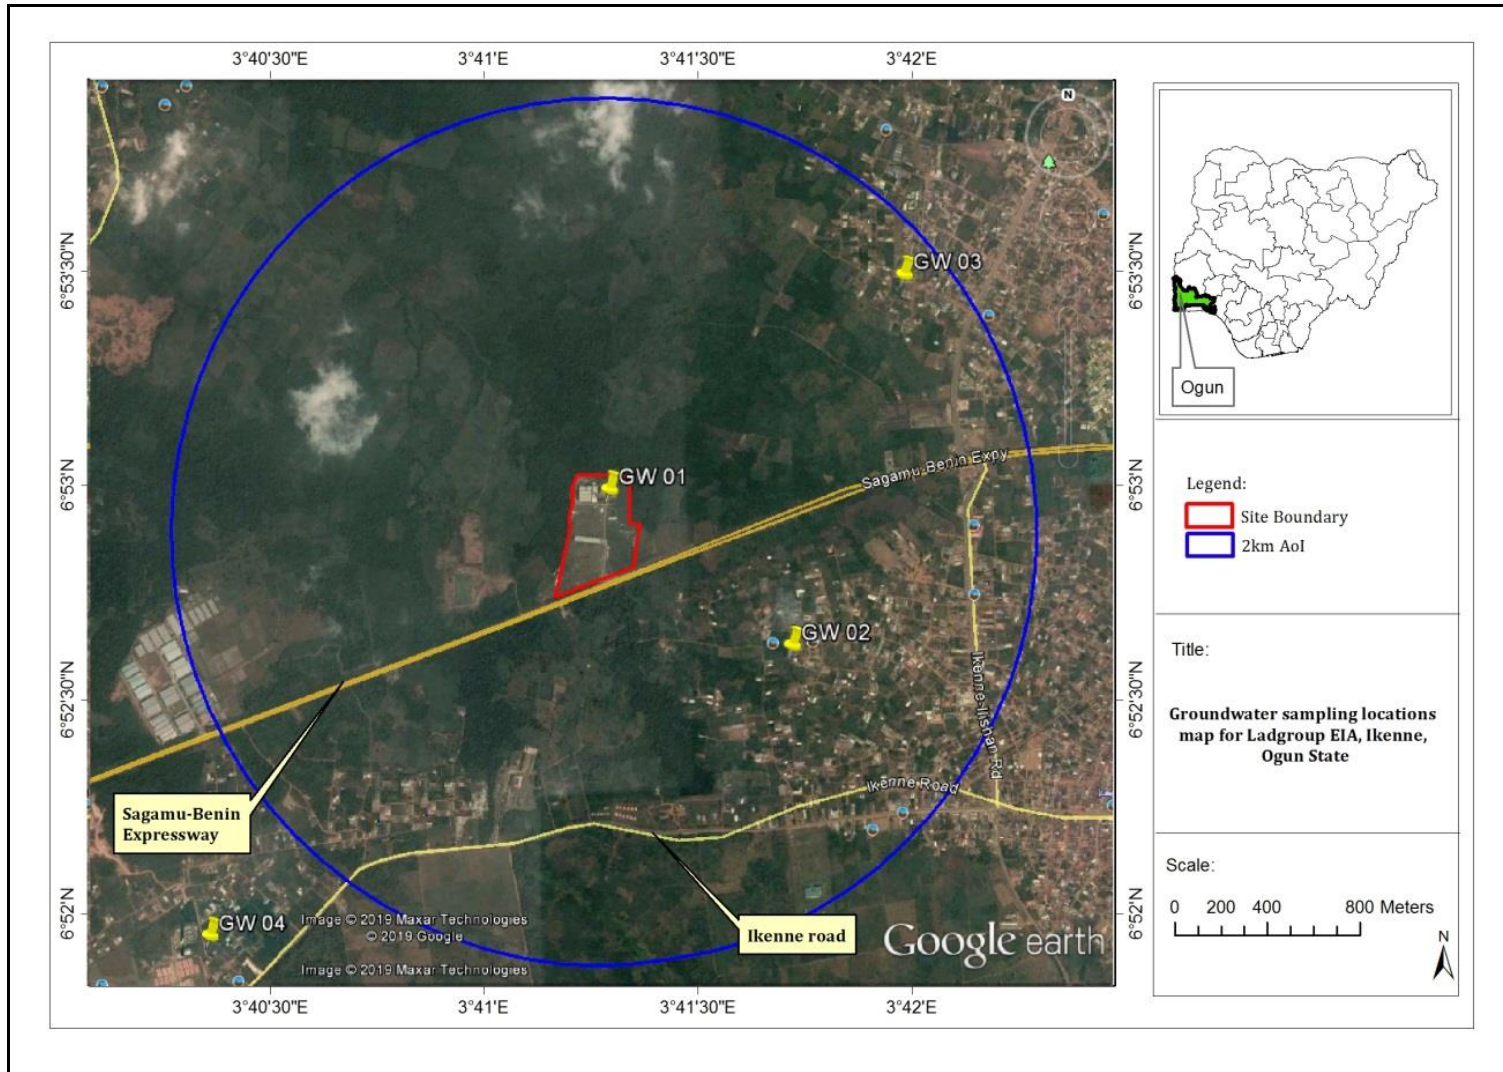 3°40'30"E 3°41'E 3°41'30"E 3°42'E
N
6°53'30"N
6°53'30"N
GW 03
Ogun
GW 01
Sagamu Benin Expy
6°53'N
6°53'N
Legend:
Site Boundary
2km AoI
GW 02
Ikenne-Ilishan Rd
6°52'30"N
6°52'30"N
Title:
Groundwater sampling locations
map for Ladgroup EIA, Ikenne,
Ogun State
Ikenne Road
Sagamu-Benin
Expressway
Scale:
0 200 400 800 Meters
6°52'N
6°52'N
GW 04
Image © 2019 Maxar Technologies
© 2019 Google
Ikenne road
Google earth
N
Image © 2019 Maxar Technologies
3°40'30"E 3°41'E 3°41'30"E 3°42'E